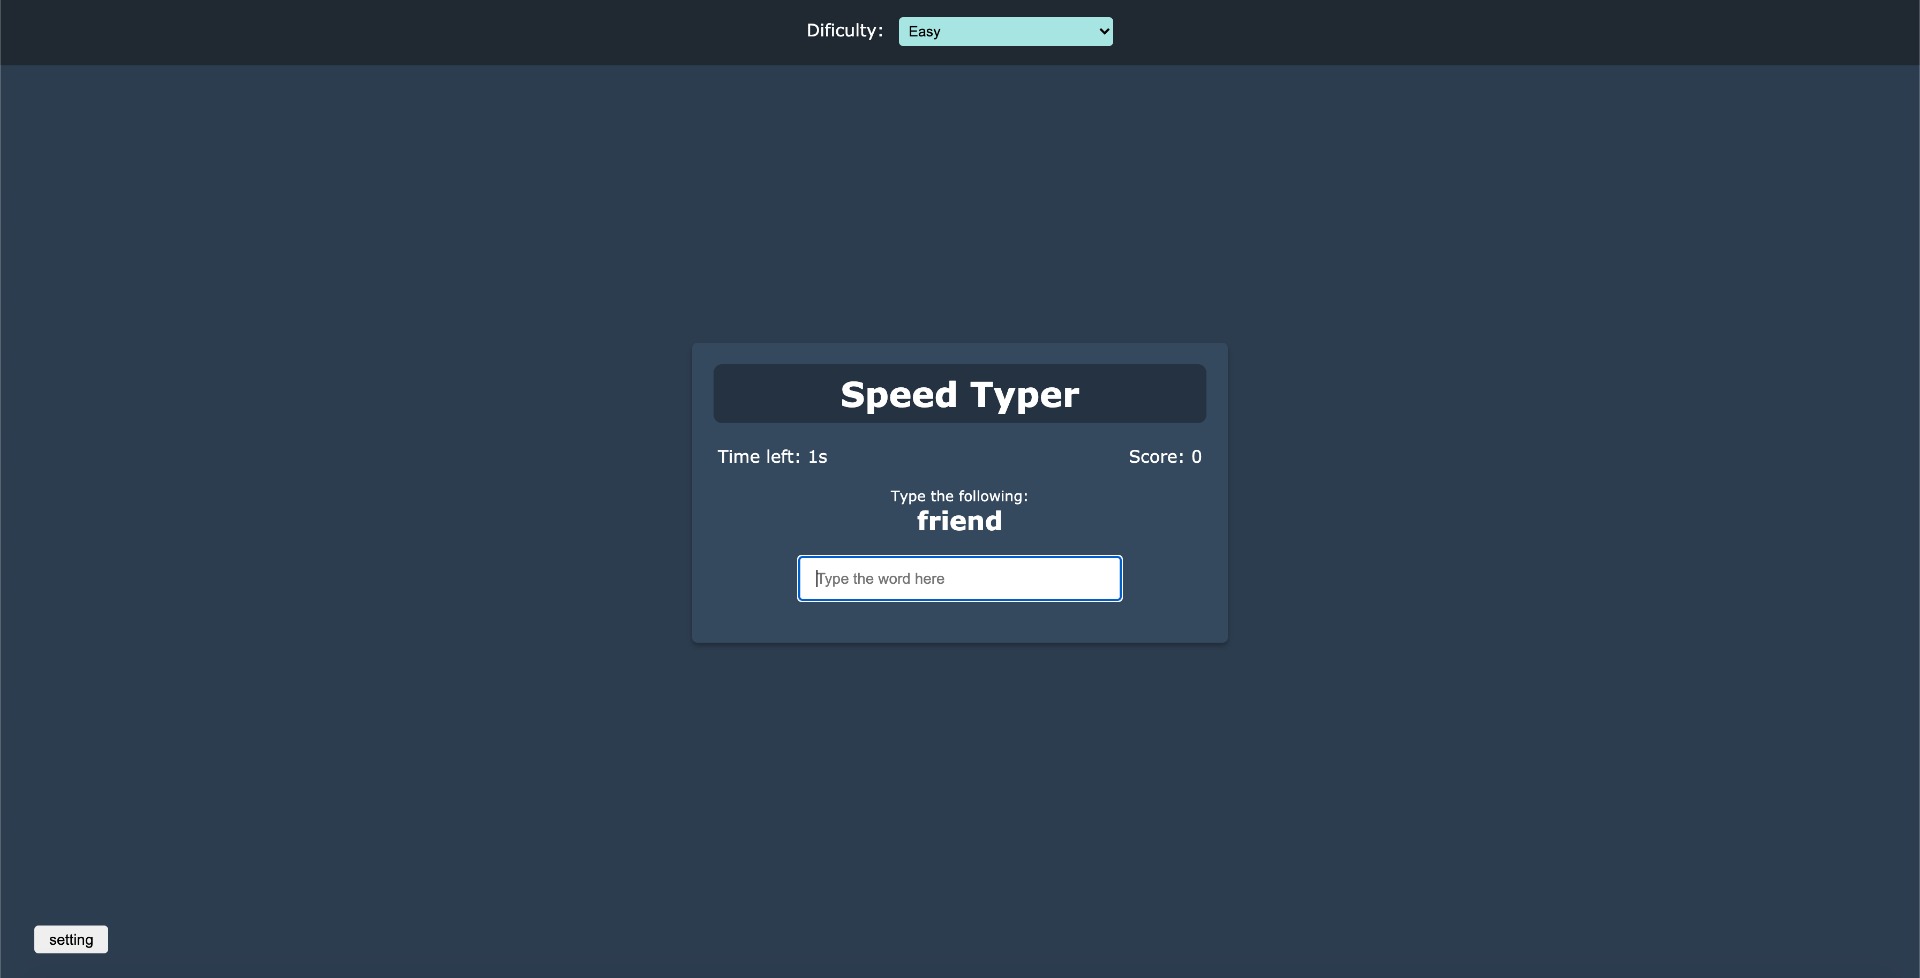 Dificulty: Easy
Speed Typer
Time left: 1s Score: 0
Type the following:
friend
Type the word here
setting